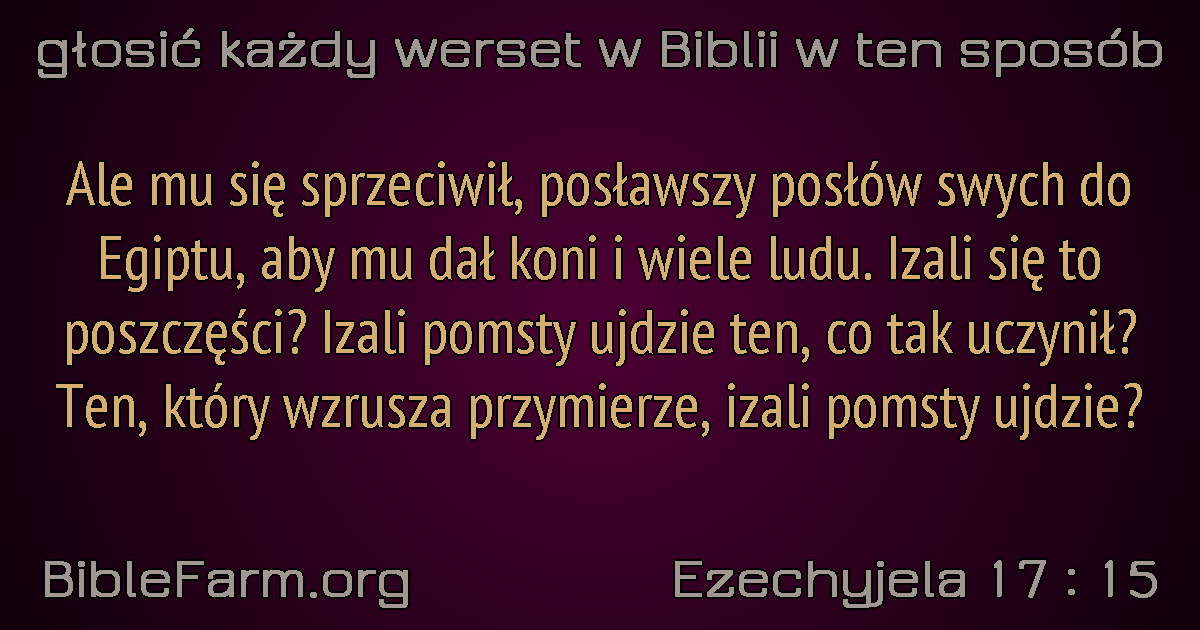 głosić każdy werset w Biblii w ten sposób
Ale mu się sprzeciwił, posławszy posłów swych do
Egiptu, aby mu dał koni i wiele ludu. Izali się to
poszczęści? Izali pomsty ujdzie ten, co tak uczynił?
Ten, który wzrusza przymierze, izali pomsty ujdzie?
BibleFarm.org
Ezechyjela 17 : 15